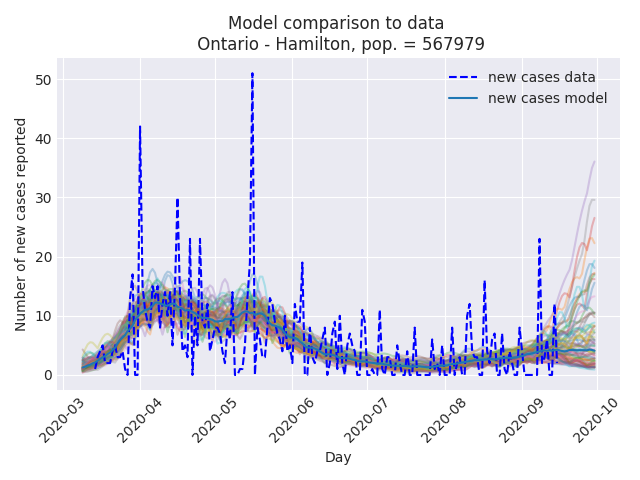 Model comparison to data
Ontario - Hamilton, pop. = 567979
new cases data
new cases model
Number of new cases reported
50
40
30
20
10
0
2020-03
2020-04
2020-05
2020-06
2020-07
2020-08
2020-09
2020-10
Day